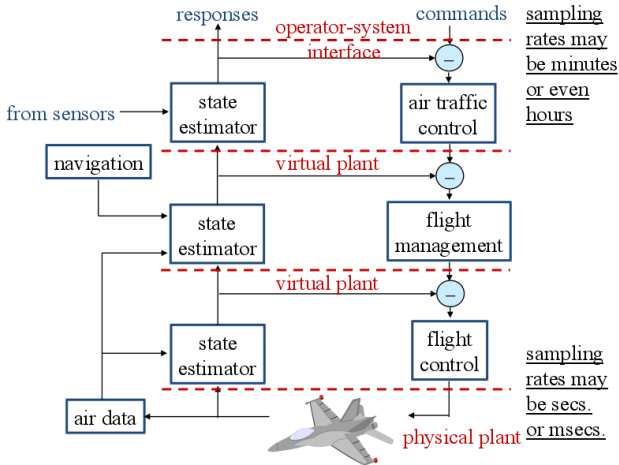 responses
commands
operator-system
interface
sampling
rates may
be minutes
or even
hours
state
estimator
from sensors
air traffic
control
navigation
virtual plant
state
estimator
flight
management
virtual plant
state
estimator
flight
control
sampling
rates may
be secs.
or msecs.
air data
physical plant